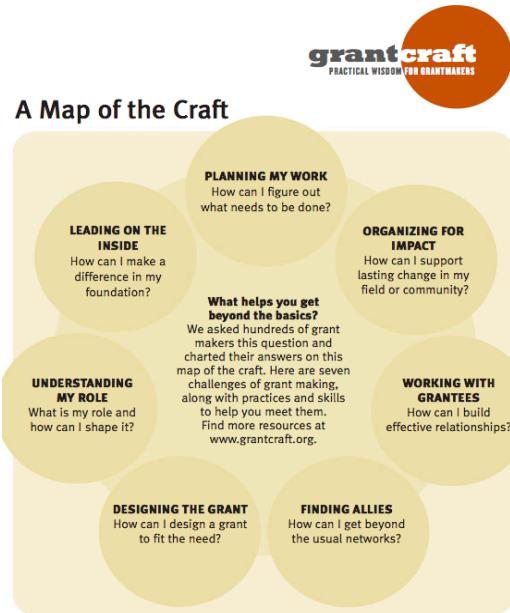 grantcraft
PRACTICAL WISDOM FOR GRANTMAKERS
A Map of the Craft
PLANNING MY WORK
How can I figure out
what needs to be done?
LEADING ON THE
INSIDE
How can I make a
difference in my
foundation?
ORGANIZING FOR
IMPACT
How can I support
lasting change in my
field or community?
What helps you get
beyond the basics?
We asked hundreds of grant
makers this question and
charted their answers on this
map of the craft. Here are seven
challenges of grant making,
along with practices and skills
to help you meet them.
Find more resources at
www.grantcraft.org.
UNDERSTANDING
MY ROLE
What is my role and
how can I shape it?
WORKING WITH
GRANTEES
How can I build
effective relationships?
DESIGNING THE GRANT
How can I design a grant
to fit the need?
FINDING ALLIES
How can I get beyond
the usual networks?